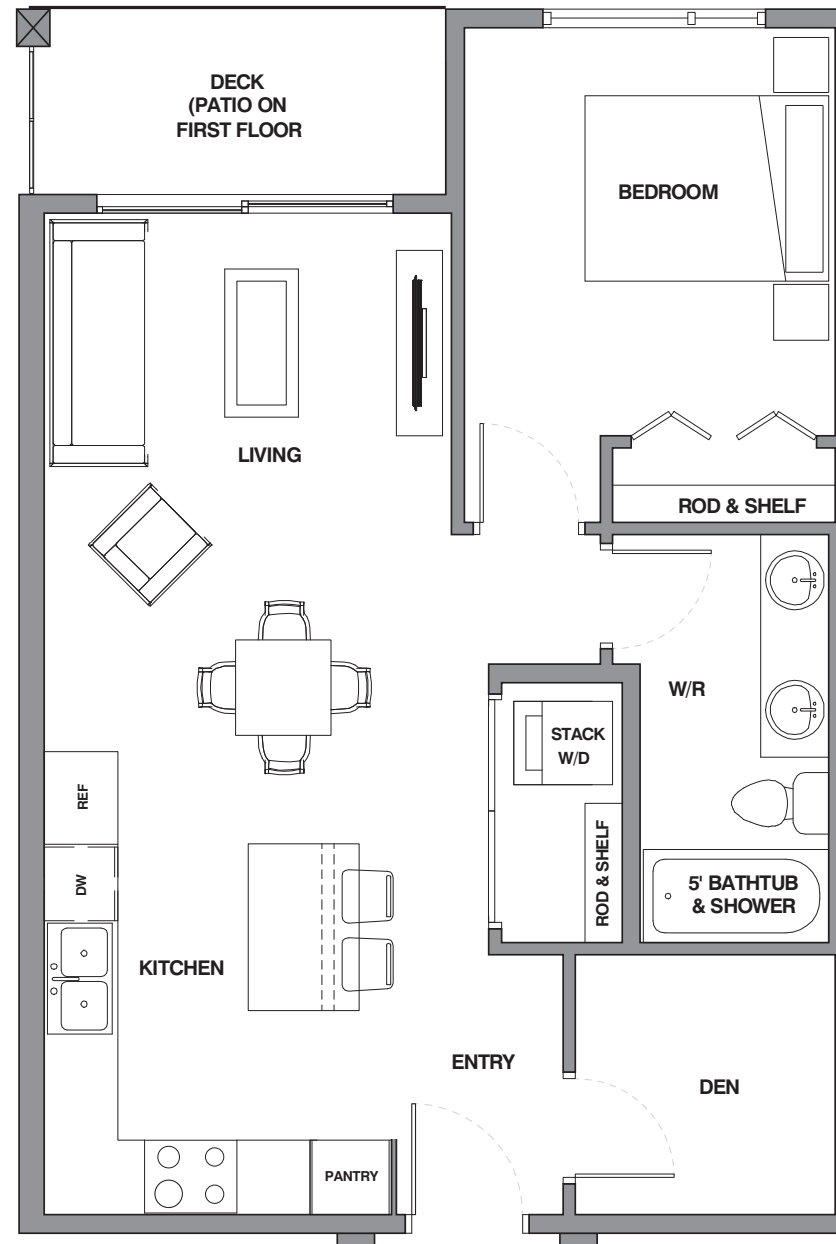 DECK
(PATIO ON
FIRST FLOOR
BEDROOM
LIVING
ROD & SHELF
W/R
STACK
W/D
REF
DW
ROD & SHELF
5' BATHTUB
& SHOWER
KITCHEN
ENTRY
DEN
PANTRY